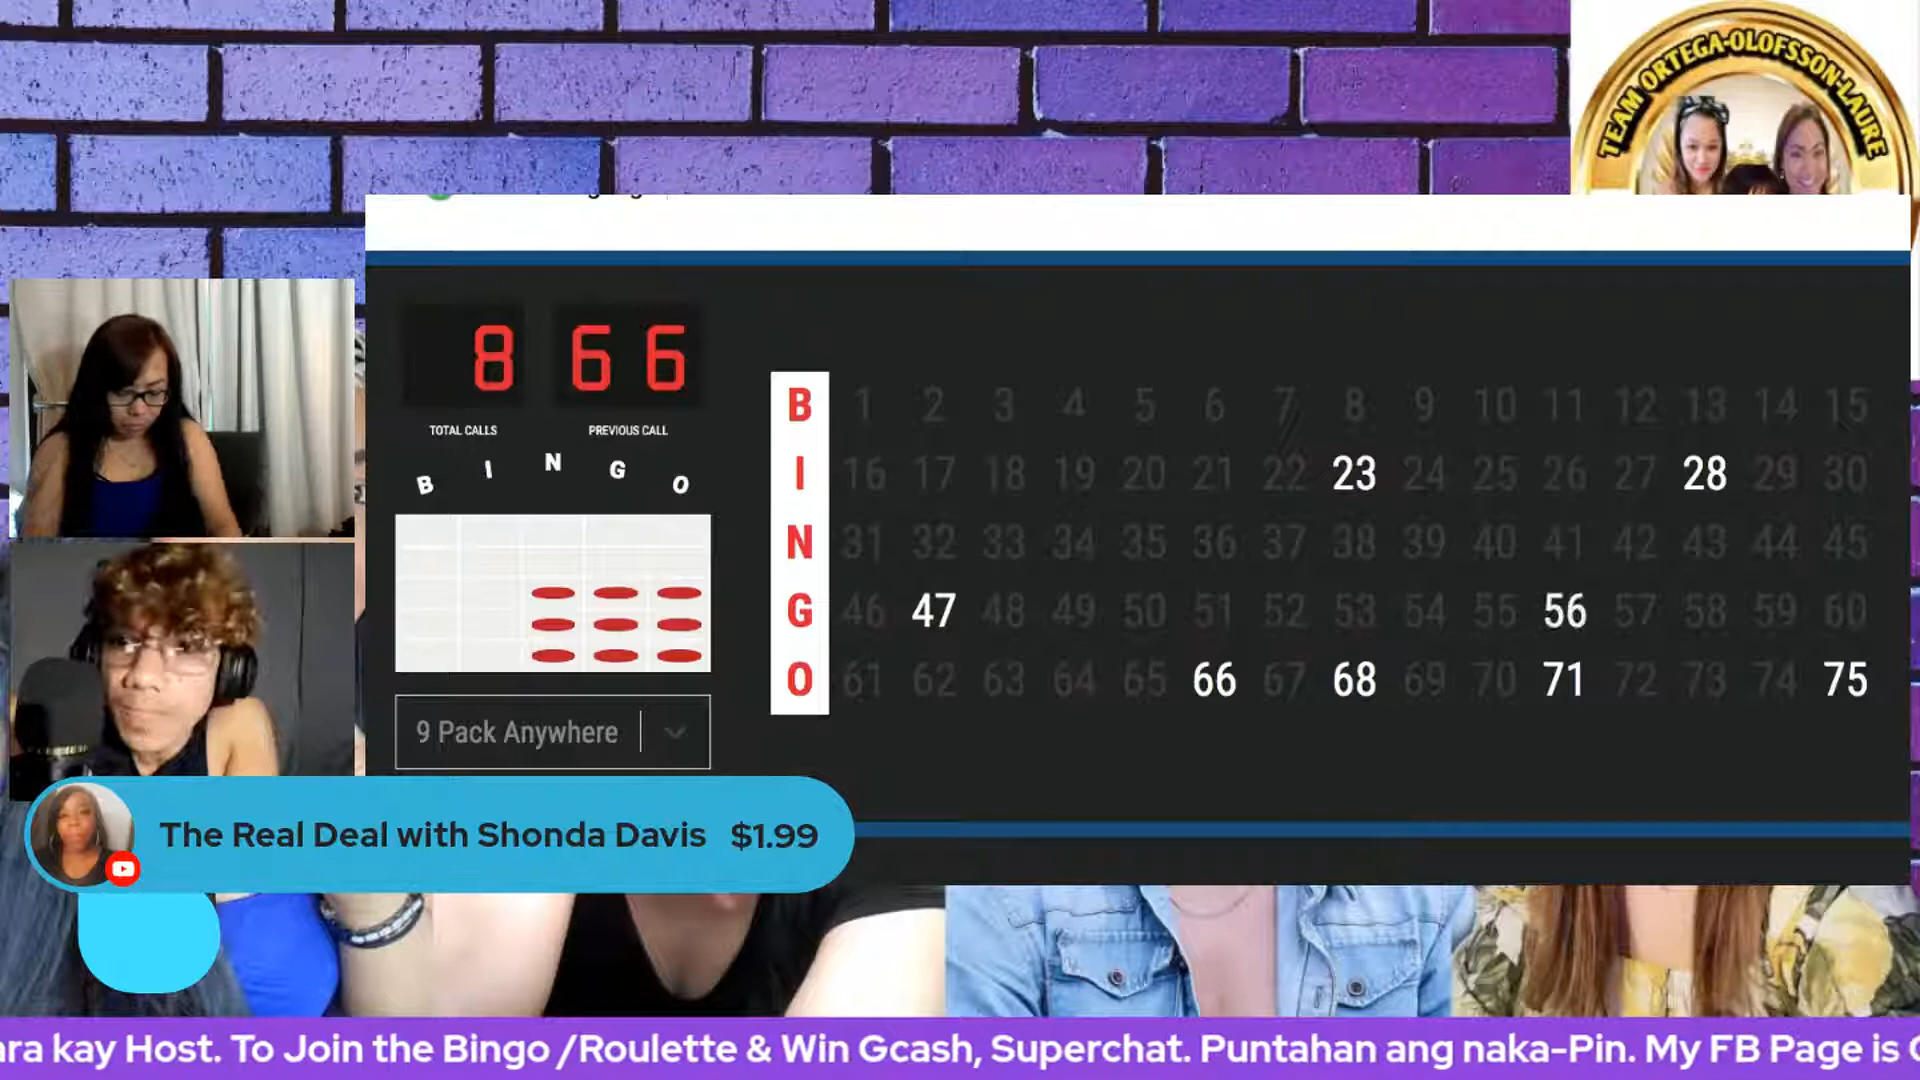 TEAM ORTEGA-OLOFSSON-LAURE
8 66
TOTAL CALLS PREVIOUS CALL
B I N G O
9 Pack Anywhere
B 1 2 3 4 5 6 7 8 9 10 11 12 13 14 15
I 16 17 18 19 20 21 22 23 24 25 26 27 28 29 30
N 31 32 33 34 35 36 37 38 39 40 41 42 43 44 45
G 46 47 48 49 50 51 52 53 54 55 56 57 58 59 60
O 61 62 63 64 65 66 67 68 69 70 71 72 73 74 75
The Real Deal with Shonda Davis $1.99
kay Host. To Join the Bingo /Roulette & Win Gcash, Superchat. Puntahan ang naka-Pin. My FB Page is